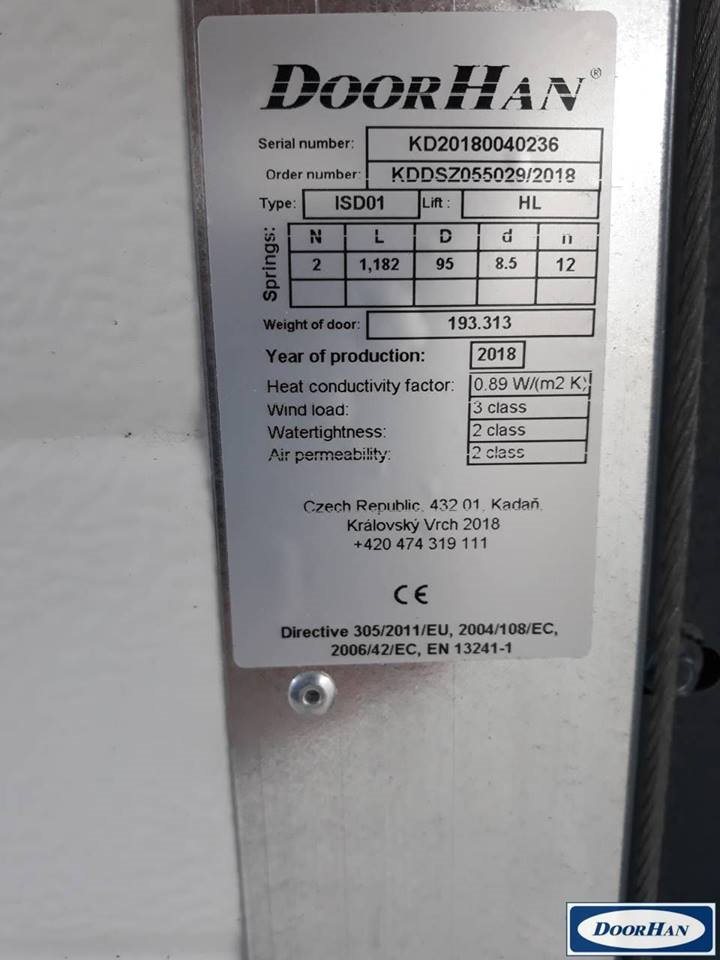 DOORHAN®
Serial number: KD20180040236
Order number: KDDSZ055029/2018
Type: ISD01 Lift: HL
Springs:
N L D d n
2 1,182 95 8.5 12
Weight of door: 193.313
Year of production: 2018
Heat conductivity factor: 0.89 W/(m2 K)
Wind load: 3 class
Watertightness: 2 class
Air permeability: 2 class
Czech Republic, 432 01, Kadaň,
Královský Vrch 2018
+420 474 319 111
CE
Directive 305/2011/EU, 2004/108/EC,
2006/42/EC, EN 13241-1
DOORHAN